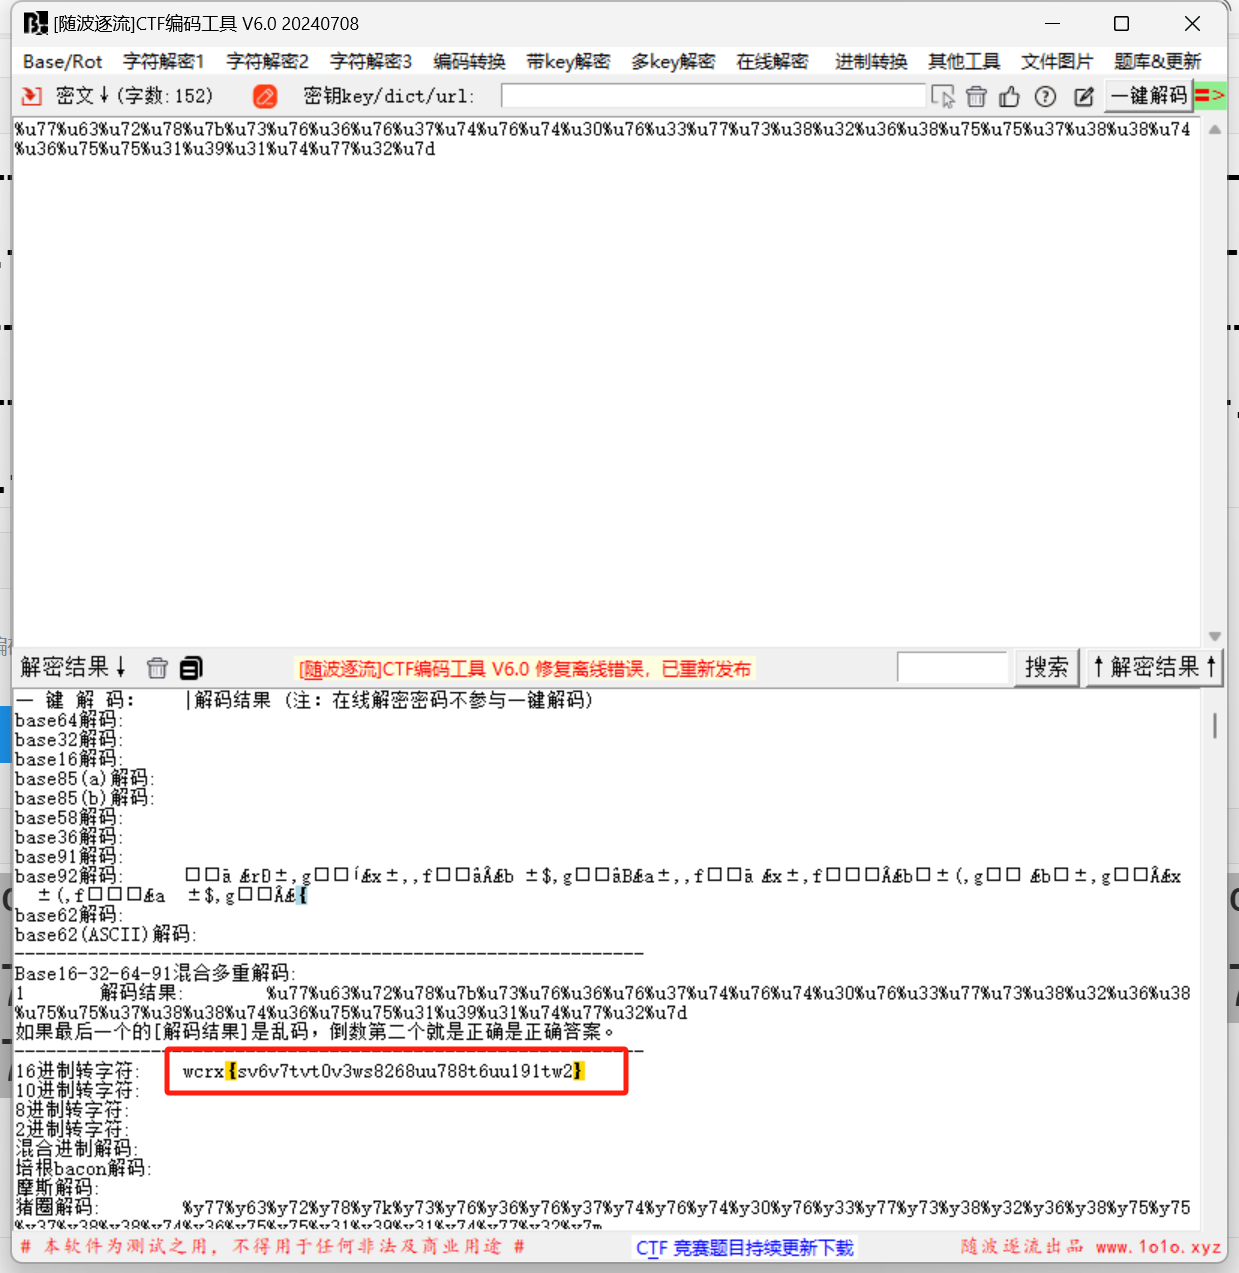 [随波逐流]CTF编码工具 V6.0 20240708
Base/Rot 字符解密1 字符解密2 字符解密3 编码转换 带key解密 多key解密 在线解密 进制转换 其他工具 文件图片 题库&更新
密文↓(字数:152) 密钥key/dict/url: 一键解码 =>
%u77%u63%u72%u78%u7b%u73%u76%u36%u76%u37%u74%u76%u74%u30%u76%u33%u77%u73%u38%u32%u36%u38%u75%u75%u37%u38%u38%u74
%u36%u75%u75%u31%u39%u31%u74%u77%u32%u7d
解密结果↓ [随波逐流]CTF编码工具 V6.0 修复离线错误，已重新发布 搜索 ↑解密结果↑
一 键 解 码: |解码结果 (注: 在线解密密码不参与一键解码)
base64解码:
base32解码:
base16解码:
base85(a)解码:
base85(b)解码:
base58解码:
base36解码:
base91解码:
base92解码:
base62解码:
base62(ASCII)解码:
------------------------------------------------------------
Base16-32-64-91混合多重解码:
1 解码结果: %u77%u63%u72%u78%u7b%u73%u76%u36%u76%u37%u74%u76%u74%u30%u76%u33%u77%u73%u38%u32%u36%u38
%u75%u75%u37%u38%u38%u74%u36%u75%u75%u31%u39%u31%u74%u77%u32%u7d
如果最后一个的[解码结果]是乱码，倒数第二个就是正确是正确答案。
------------------------------------------------------------
16进制转字符: wcrx{sv6v7tvt0v3ws8268uu788t6uu191tw2}
10进制转字符:
8进制转字符:
2进制转字符:
混合进制解码:
培根bacon解码:
摩斯解码:
猪圈解码: %y77%y63%y72%y78%y7k%y73%y76%y36%y76%y37%y74%y76%y74%y30%y76%y33%y77%y73%y38%y32%y36%y38%y75%y75
%y37%y38%y38%y74%y36%y75%y75%y31%y39%y31%y74%y77%y32%y7m
# 本软件为测试之用, 不得用于任何非法及商业用途 # CTF 竞赛题目持续更新下载 随波逐流出品 www.1o1o.xyz